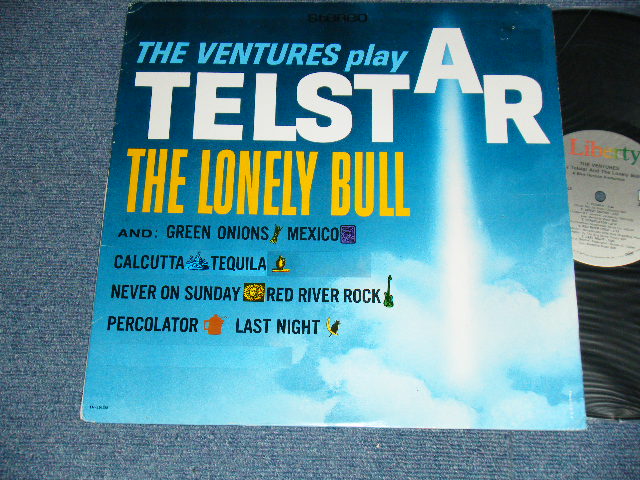 Stereo
THE VENTURES play
TELSTAR
THE LONELY BULL
AND: GREEN ONIONS MEXICO
CALCUTTA TEQUILA
NEVER ON SUNDAY RED RIVER ROCK
PERCOLATOR LAST NIGHT
Liberty
THE VENTURES